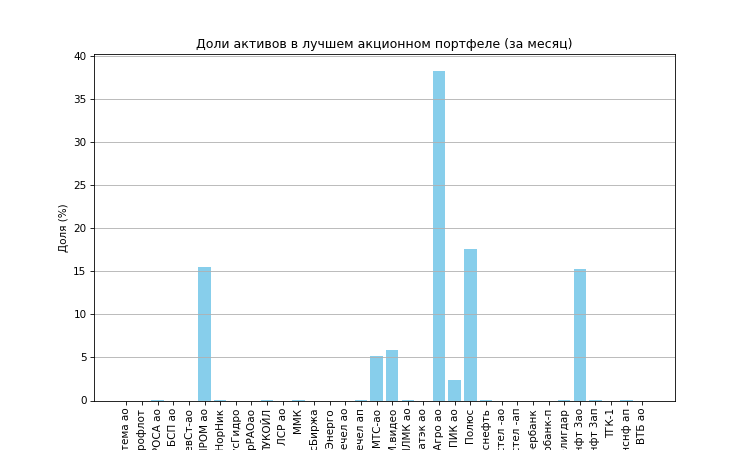 Доли активов в лучшем акционном портфеле (за месяц)
Доля (%)
40
35
30
25
20
15
10
5
0
тема ао
рофлот
РОСА ао
БСП ао
евСт-ао
ПРОМ ао
НорНик
сГидро
рРАОао
ЛУКОЙЛ
ЛСР ао
ММК
сБиржа
Энерго
ечел ао
ечел ап
МТС-ао
М.видео
ЛМК ао
атэк ао
Агро ао
ПИК ао
Полюс
снефть
стел -ао
стел -ап
ербанк
рбанк-п
лигдар
нфт 3ао
нфт 3ап
ТГК-1
нснф ап
ВТБ ао